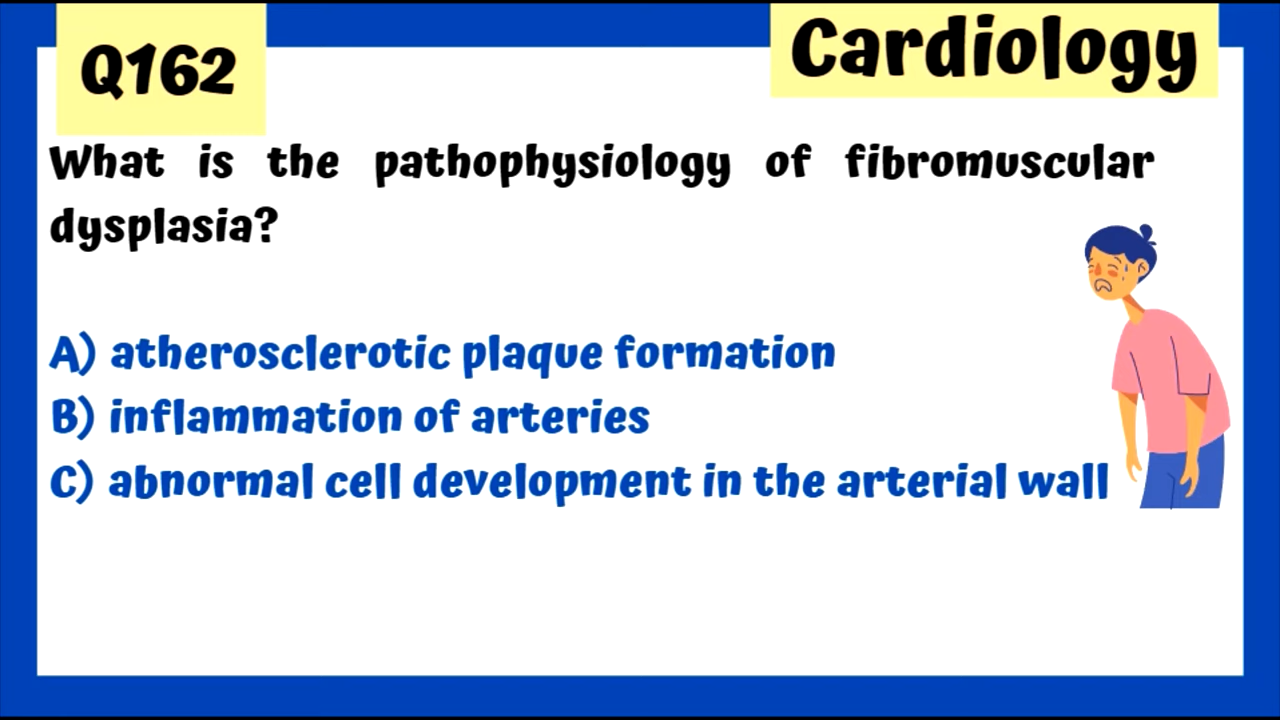 Q162
Cardiology
What is the pathophysiology of fibromuscular
dysplasia?
A) atherosclerotic plaque formation
B) inflammation of arteries
C) abnormal cell development in the arterial wall